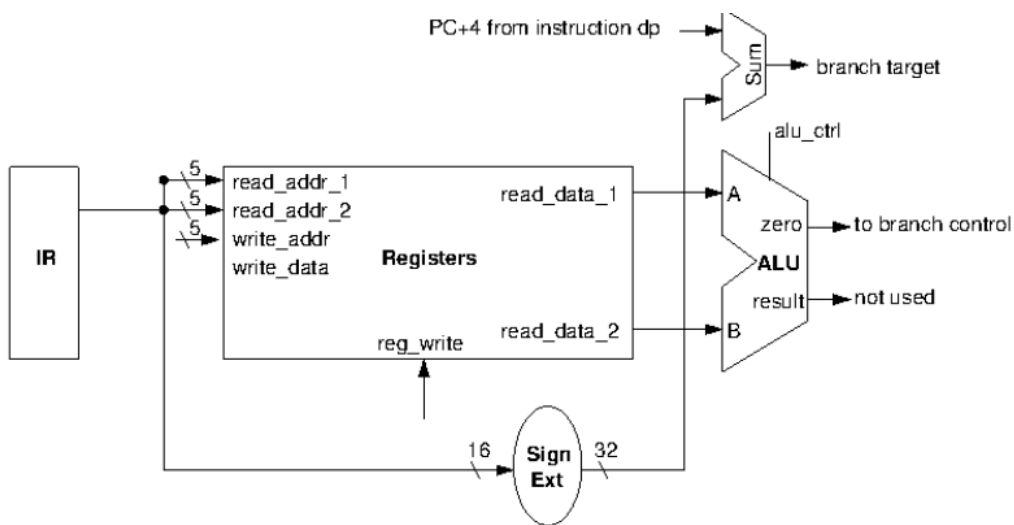 PC+4 from instruction dp
Sum
branch target
alu_ctrl
IR
5
read_addr_1
5
read_addr_2
5
write_addr
write_data
Registers
read_data_1
read_data_2
reg_write
A
zero
to branch control
ALU
result
not used
B
16
Sign
Ext
32